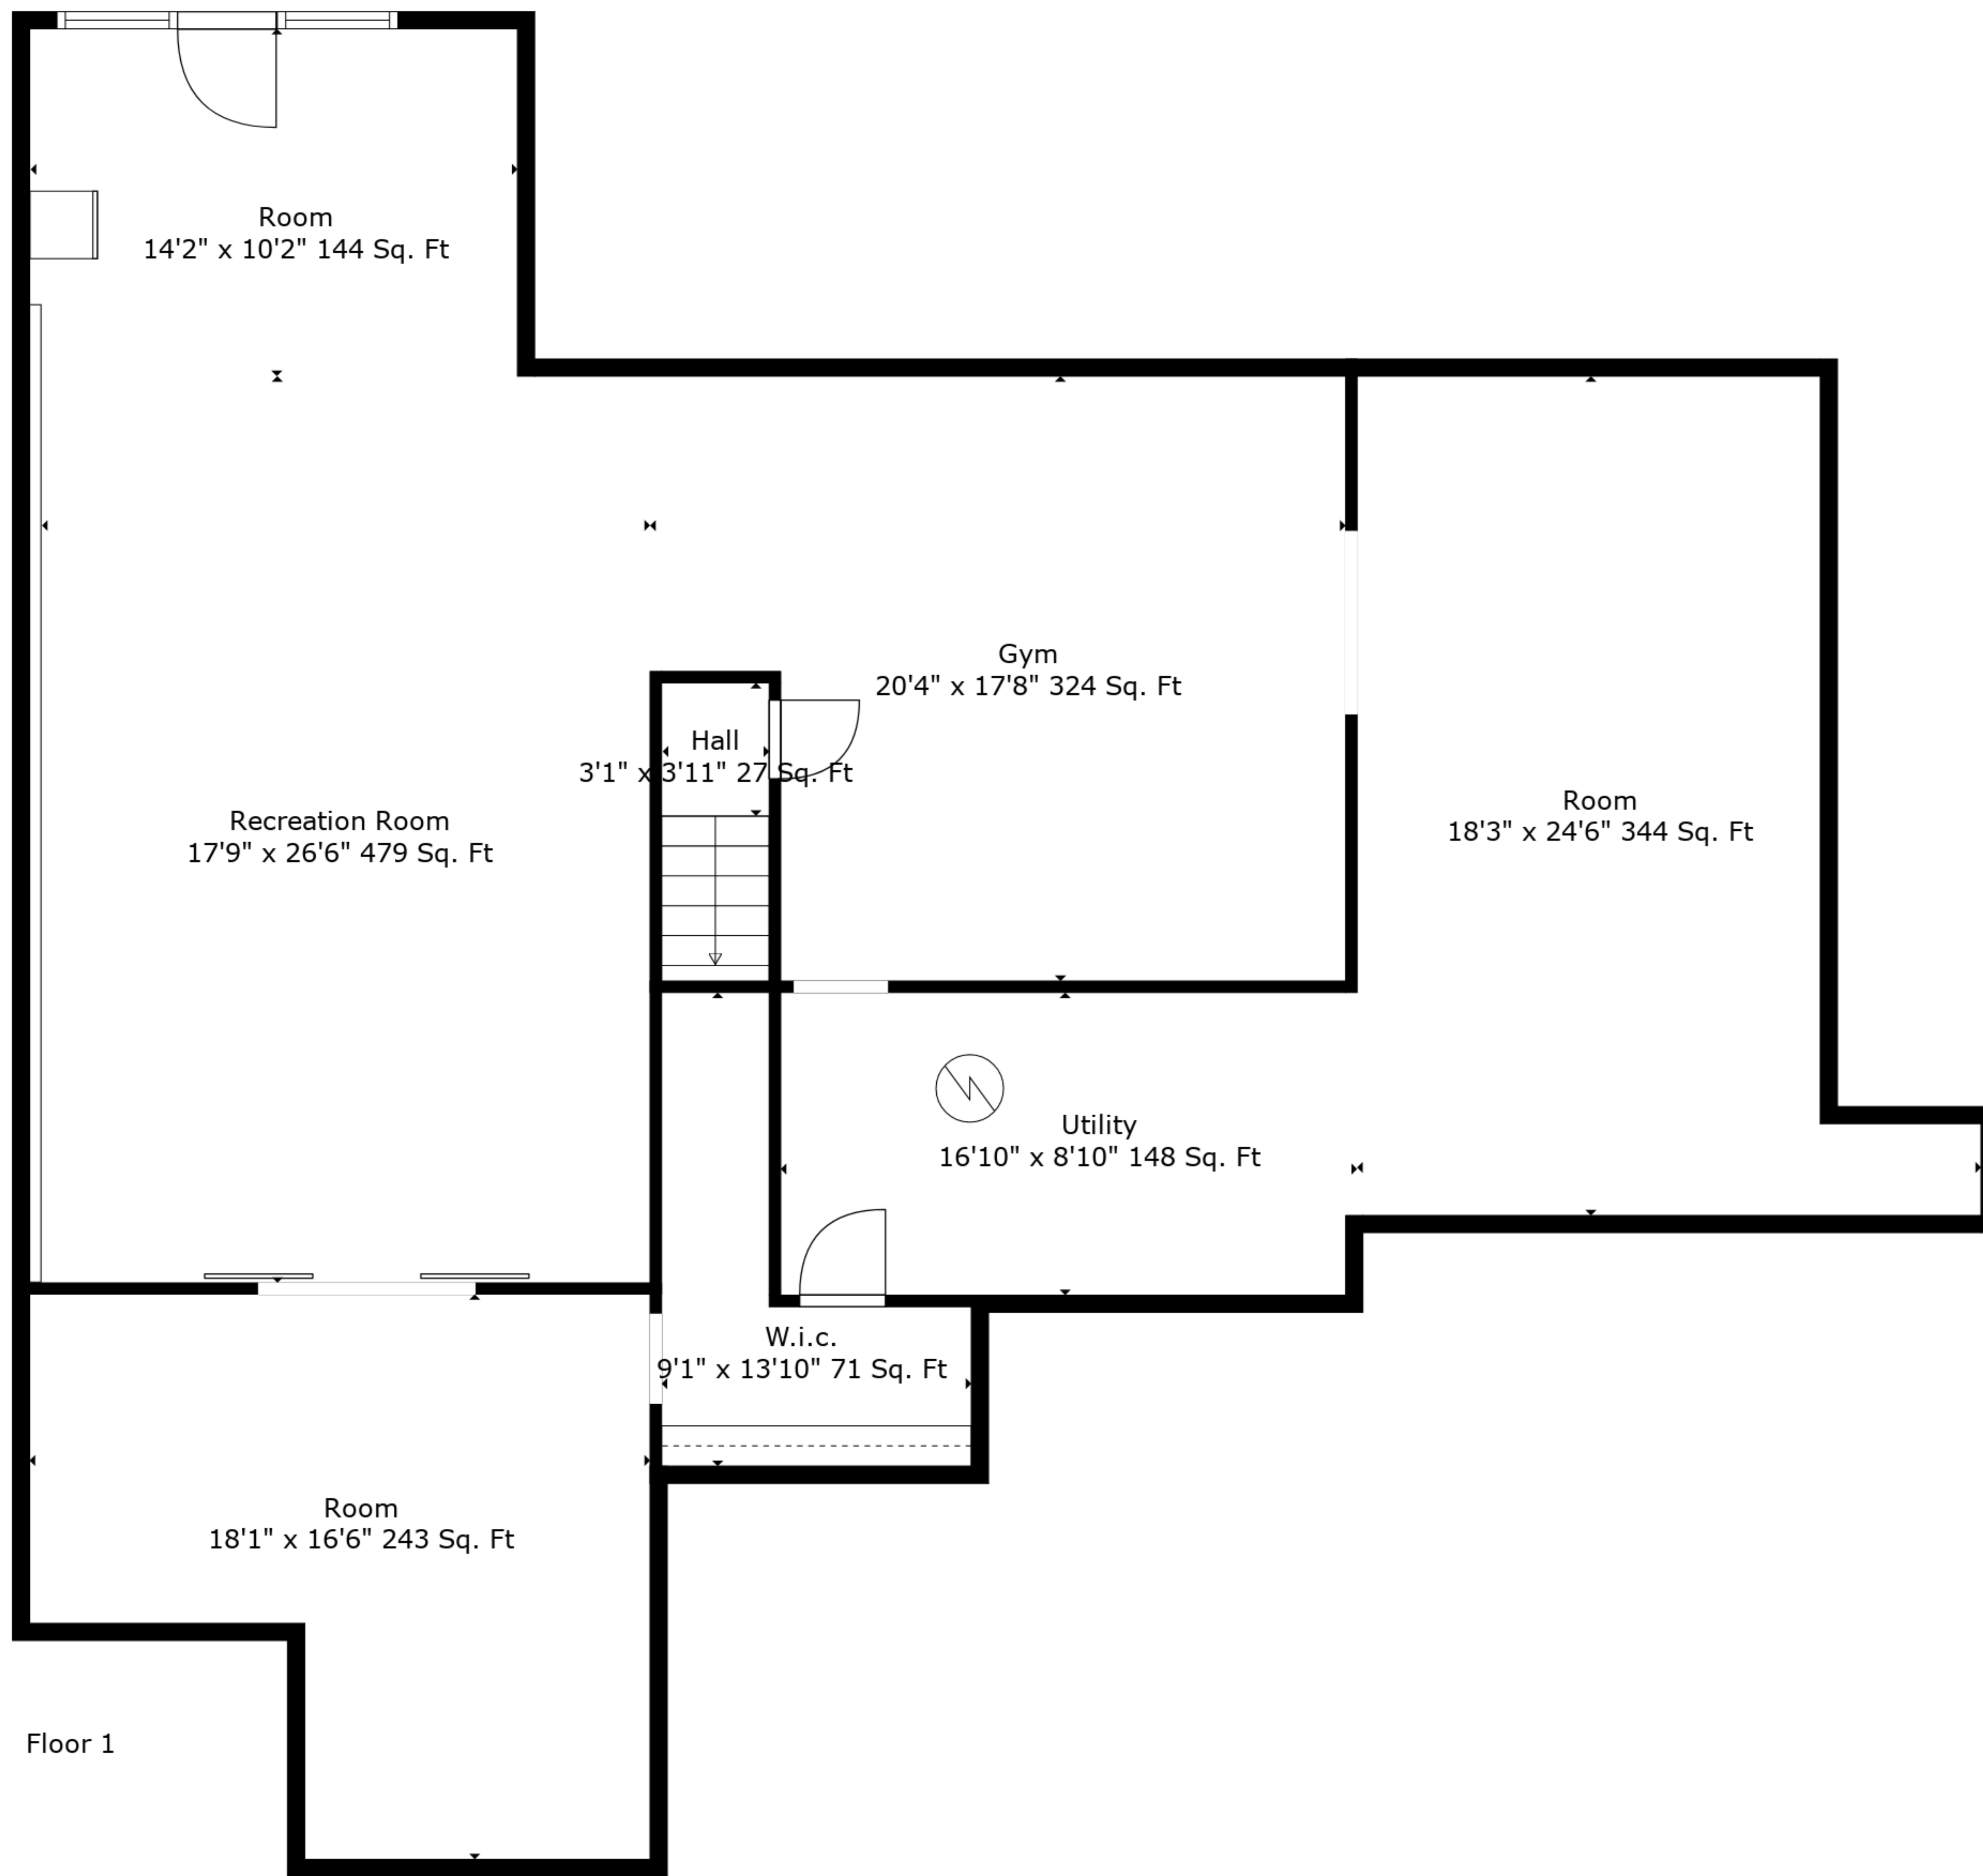 Room
14'2" x 10'2" 144 Sq. Ft
Gym
20'4" x 17'8" 324 Sq. Ft
Hall
3'1" x 3'11" 27 Sq. Ft
Recreation Room
17'9" x 26'6" 479 Sq. Ft
Room
18'3" x 24'6" 344 Sq. Ft
Utility
16'10" x 8'10" 148 Sq. Ft
W.i.c.
9'1" x 13'10" 71 Sq. Ft
Room
18'1" x 16'6" 243 Sq. Ft
Floor 1